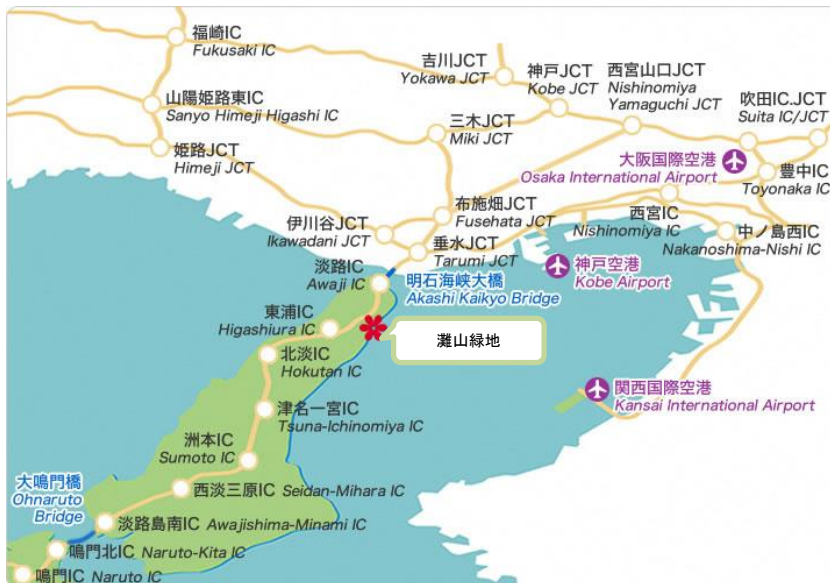 福崎IC
Fukusaki IC
吉川JCT
Yokawa JCT
神戸JCT
Kobe JCT
西宮山口JCT
Nishinomiya
Yamaguchi JCT
吹田IC.JCT
Suita IC/JCT
山陽姫路東IC
Sanyo Himeji Higashi IC
三木JCT
Miki JCT
姫路JCT
Himeji JCT
大阪国際空港
Osaka International Airport
豊中IC
Toyonaka IC
伊川谷JCT
Ikawadani JCT
布施畑JCT
Fusehata JCT
西宮IC
Nishinomiya IC
中ノ島西IC
Nakanoshima-Nishi IC
垂水JCT
Tarumi JCT
淡路IC
Awaji IC
明石海峡大橋
Akashi Kaikyo Bridge
神戸空港
Kobe Airport
東浦IC
Higashiura IC
灘山緑地
北淡IC
Hokutan IC
関西国際空港
Kansai International Airport
津名一宮IC
Tsuna-Ichinomiya IC
洲本IC
Sumoto IC
大鳴門橋
Ohnaruto
Bridge
西淡三原IC Seidan-Mihara IC
淡路島南IC Awajishima-Minami IC
鳴門北IC Naruto-Kita IC
鳴門IC Naruto IC